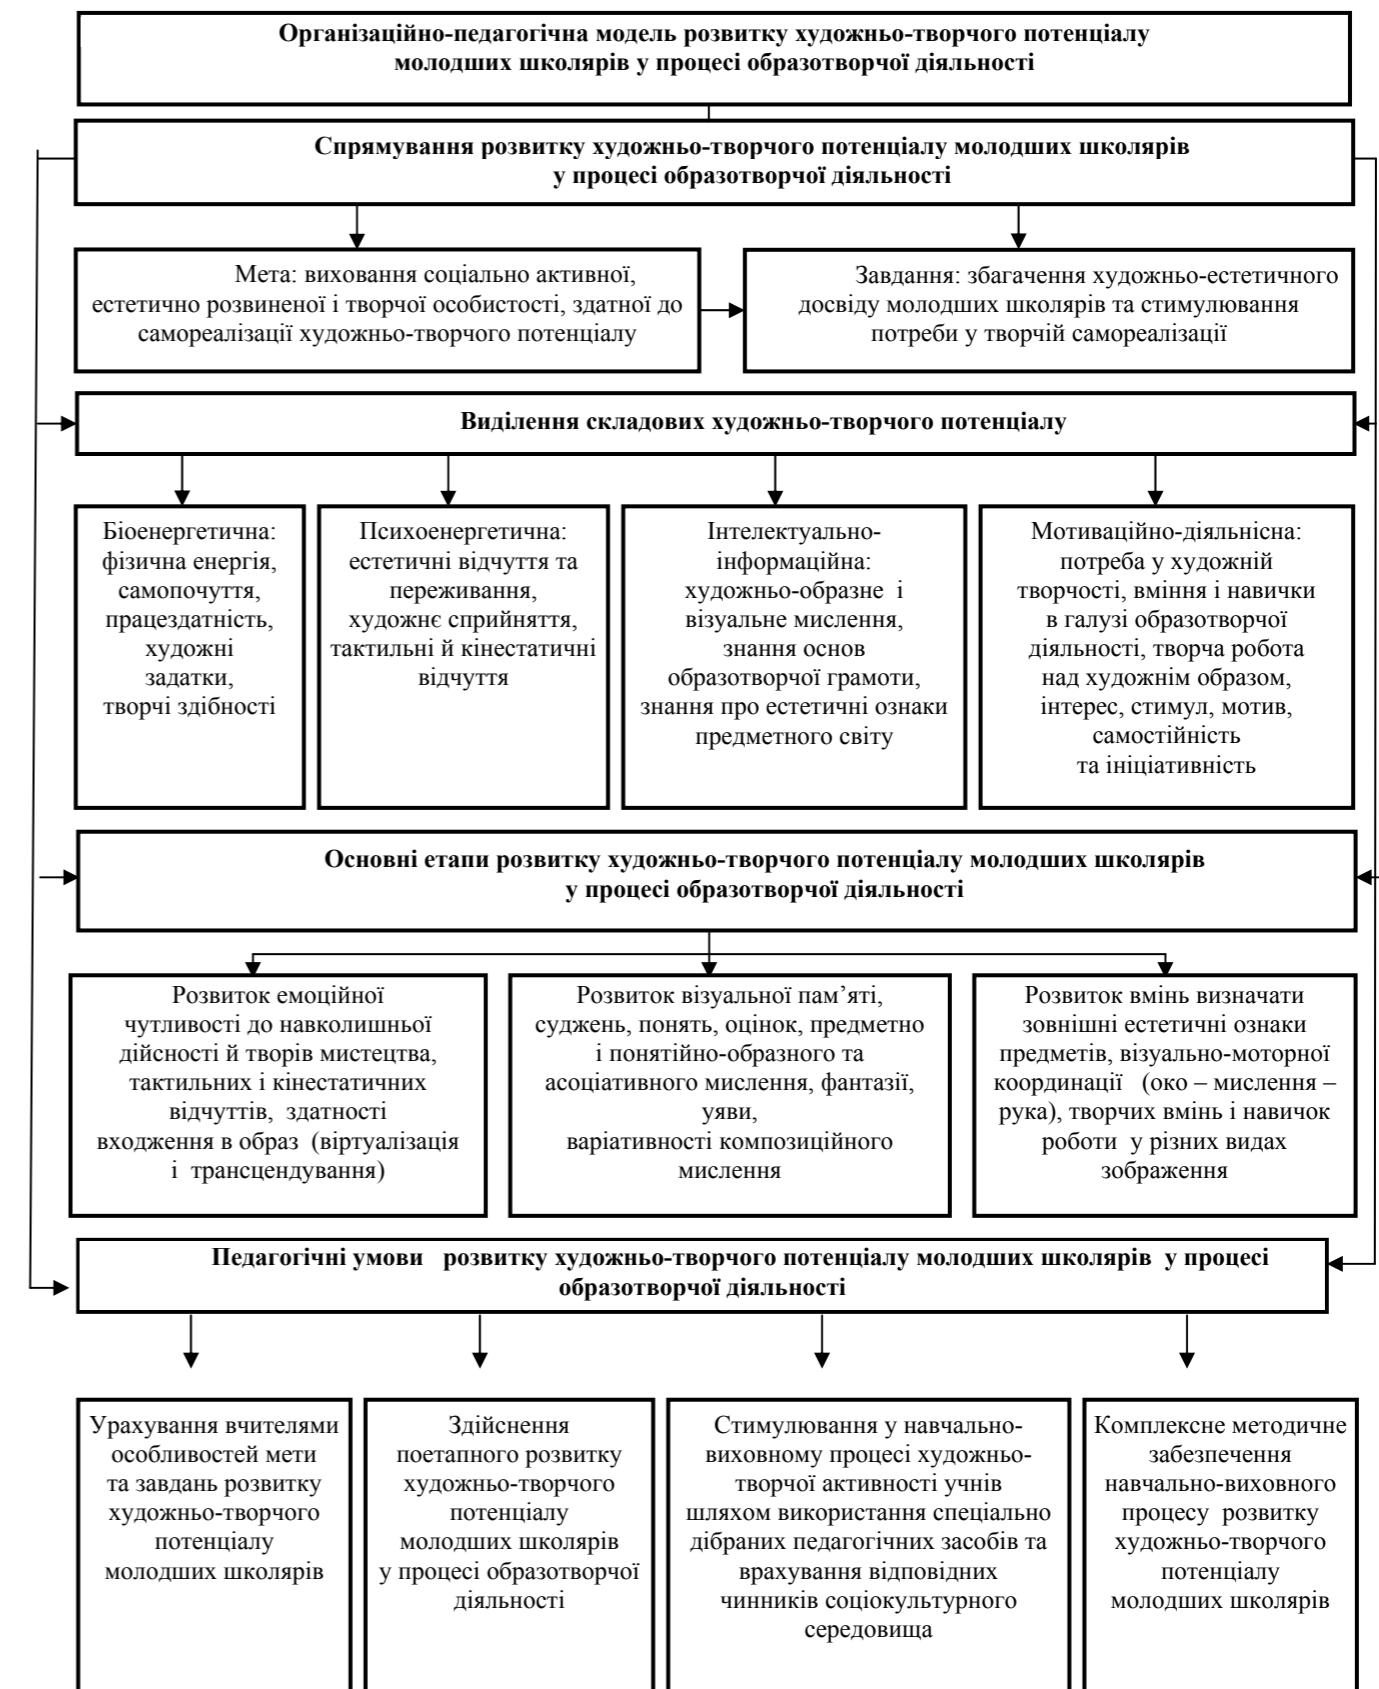 Організаційно-педагогічна модель розвитку художньо-творчого потенціалу
молодших школярів у процесі образотворчої діяльності
Спрямування розвитку художньо-творчого потенціалу молодших школярів
у процесі образотворчої діяльності
Мета: виховання соціально активної,
естетично розвиненої і творчої особистості, здатної до
самореалізації художньо-творчого потенціалу
Завдання: збагачення художньо-естетичного
досвіду молодших школярів та стимулювання
потреби у творчій самореалізації
Виділення складових художньо-творчого потенціалу
Біоенергетична:
фізична енергія,
самопочуття,
працездатність,
художні
задатки,
творчі здібності
Психоенергетична:
естетичні відчуття та
переживання,
художнє сприйняття,
тактильні й кінестатичні
відчуття
Інтелектуально-
інформаційна:
художньо-образне і
візуальне мислення,
знання основ
образотворчої грамоти,
знання про естетичні ознаки
предметного світу
Мотиваційно-діяльнісна:
потреба у художній
творчості, вміння і навички
в галузі образотворчої
діяльності, творча робота
над художнім образом,
інтерес, стимул, мотив,
самостійність
та ініціативність
Основні етапи розвитку художньо-творчого потенціалу молодших школярів
у процесі образотворчої діяльності
Розвиток емоційної
чутливості до навколишньої
дійсності й творів мистецтва,
тактильних і кінестатичних
відчуттів, здатності
входження в образ (віртуалізація
і трансцендування)
Розвиток візуальної пам’яті,
суджень, понять, оцінок, предметно
і понятійно-образного та
асоціативного мислення, фантазії,
уяви,
варіативності композиційного
мислення
Розвиток вмінь визначати
зовнішні естетичні ознаки
предметів, візуально-моторної
координації (око – мислення –
рука), творчих вмінь і навичок
роботи у різних видах
зображення
Педагогічні умови розвитку художньо-творчого потенціалу молодших школярів у процесі
образотворчої діяльності
Урахування вчителями
особливостей мети
та завдань розвитку
художньо-творчого
потенціалу
молодших школярів
Здійснення
поетапного розвитку
художньо-творчого
потенціалу
молодших школярів
у процесі образотворчої
діяльності
Стимулювання у навчально-
виховному процесі художньо-
творчої активності учнів
шляхом використання спеціально
дібраних педагогічних засобів та
врахування відповідних
чинників соціокультурного
середовища
Комплексне методичне
забезпечення
навчально-виховного
процесу розвитку
художньо-творчого
потенціалу
молодших школярів